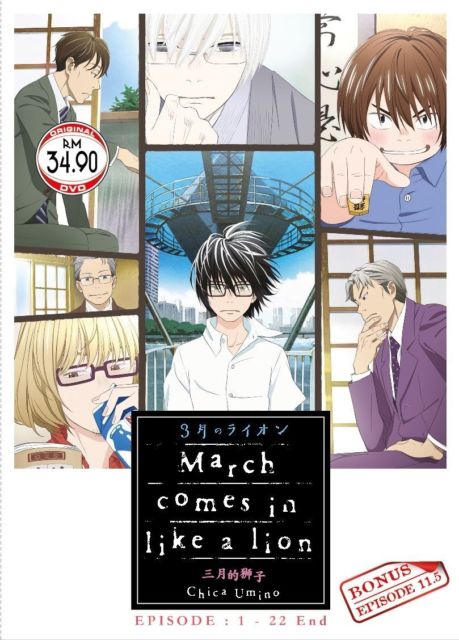 ORIGINAL
RM
34.90
DVD
3月のライオン
March
comes in
like a lion
三月的獅子
Chica Umino
EPISODE : 1 - 22 End
BONUS
EPISODE 11.5